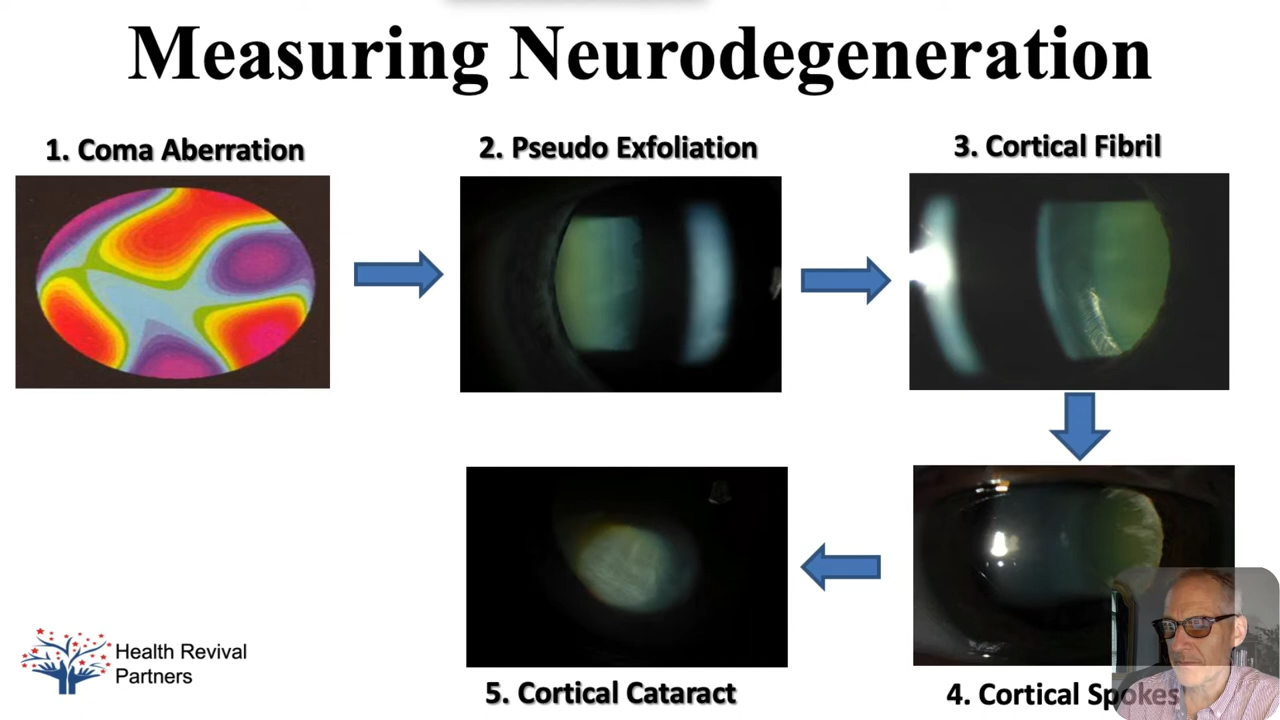 Measuring Neurodegeneration
1. Coma Aberration
2. Pseudo Exfoliation
3. Cortical Fibril
5. Cortical Cataract
4. Cortical Spokes
Health Revival
Partners